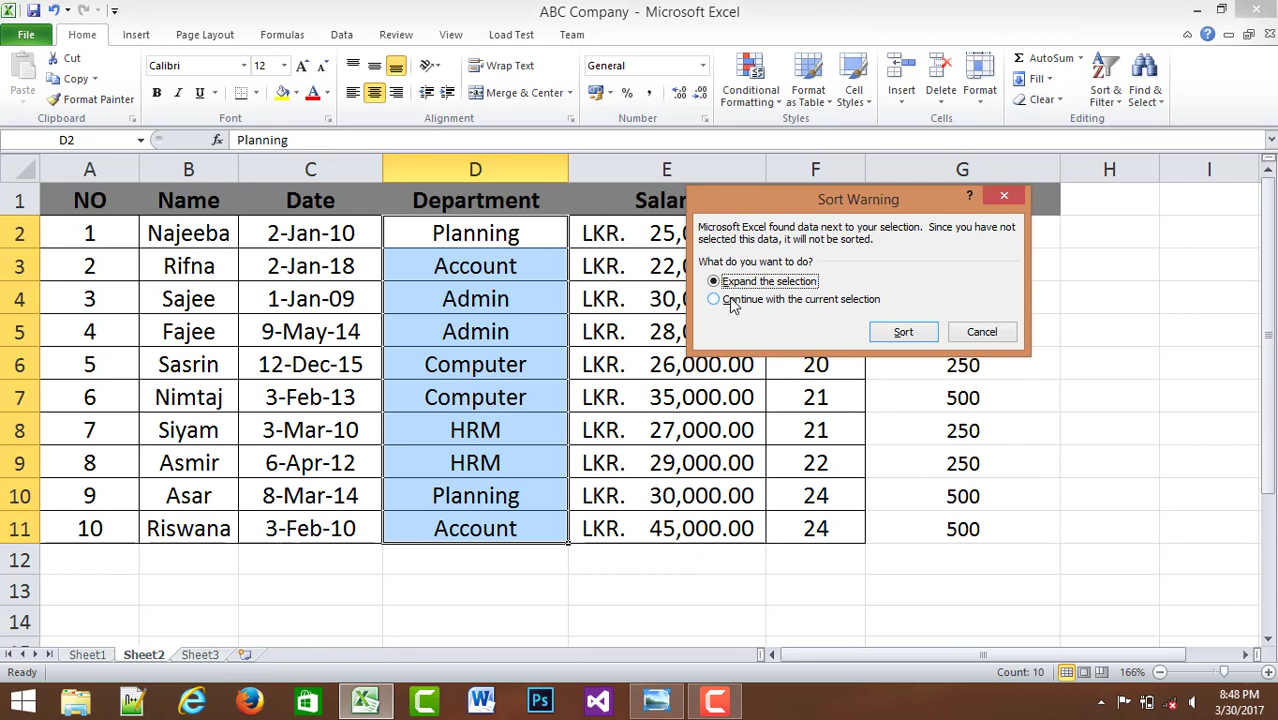 ABC Company - Microsoft Excel
File Home Insert Page Layout Formulas Data Review View Load Test Team
Cut
Copy
Format Painter
Paste
Clipboard
Calibri 12
B I U
Font
Wrap Text
Merge & Center
Alignment
General
Number
Conditional Formatting
Format as Table
Cell Styles
Styles
Insert Delete Format
Cells
AutoSum
Fill
Clear
Sort & Filter
Find & Select
Editing
D2 fx Planning
A B C D E F G H I
1 NO Name Date Department Salar
2 1 Najeeba 2-Jan-10 Planning LKR. 25,0
3 2 Rifna 2-Jan-18 Account LKR. 22,0
4 3 Sajee 1-Jan-09 Admin LKR. 30,0
5 4 Fajee 9-May-14 Admin LKR. 28,0
6 5 Sasrin 12-Dec-15 Computer LKR. 26,000.00 20 250
7 6 Nimtaj 3-Feb-13 Computer LKR. 35,000.00 21 500
8 7 Siyam 3-Mar-10 HRM LKR. 27,000.00 21 250
9 8 Asmir 6-Apr-12 HRM LKR. 29,000.00 22 250
10 9 Asar 8-Mar-14 Planning LKR. 30,000.00 24 500
11 10 Riswana 3-Feb-10 Account LKR. 45,000.00 24 500
12
13
14
Sort Warning
Microsoft Excel found data next to your selection. Since you have not
selected this data, it will not be sorted.
What do you want to do?
Expand the selection
Continue with the current selection
Sort Cancel
Sheet1 Sheet2 Sheet3
Ready Count: 10 166%
8:48 PM
3/30/2017